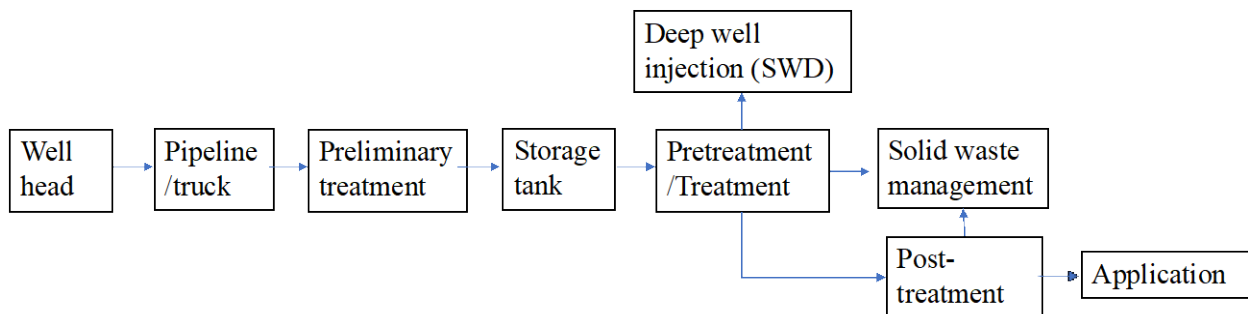 Deep well
injection (SWD)
Well
head
Pipeline
/truck
Preliminary
treatment
Storage
tank
Pretreatment
/Treatment
Solid waste
management
Post-
treatment
Application